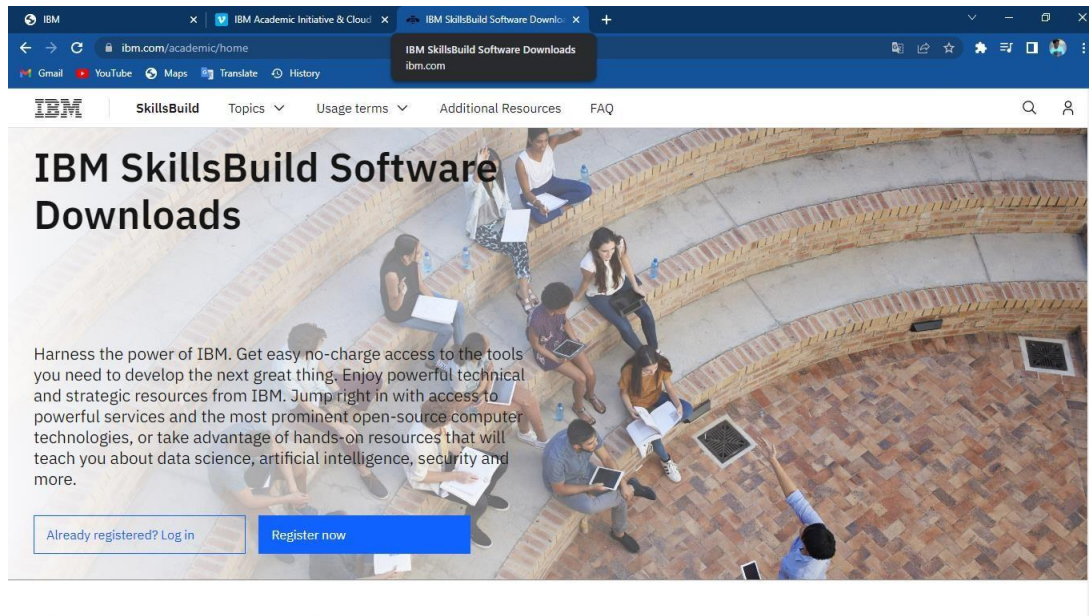 IBM
IBM Academic Initiative & Cloud
IBM SkillsBuild Software Downlo
ibm.com/academic/home
IBM SkillsBuild Software Downloads
ibm.com
Gmail
YouTube
Maps
Translate
History
IBM
SkillsBuild
Topics
Usage terms
Additional Resources
FAQ
IBM SkillsBuild Software
Downloads
Harness the power of IBM. Get easy no-charge access to the tools
you need to develop the next great thing. Enjoy powerful technical
and strategic resources from IBM. Jump right in with access to
powerful services and the most prominent open-source computer
technologies, or take advantage of hands-on resources that will
teach you about data science, artificial intelligence, security and
more.
Already registered? Log in
Register now